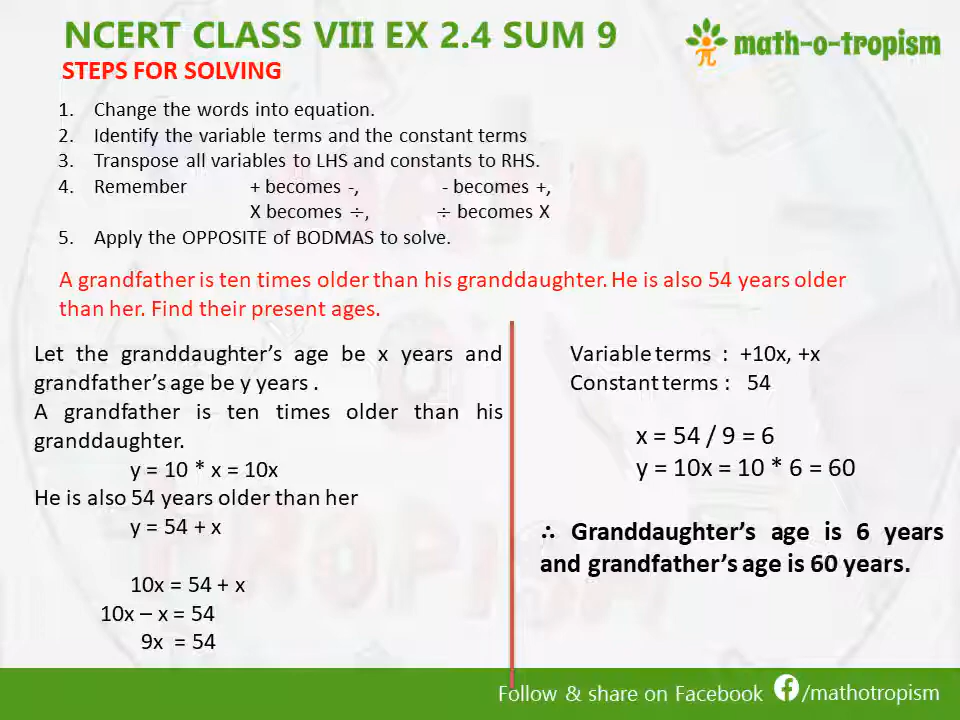 NCERT CLASS VIII EX 2.4 SUM 9
math-o-tropism
STEPS FOR SOLVING
1. Change the words into equation.
2. Identify the variable terms and the constant terms
3. Transpose all variables to LHS and constants to RHS.
4. Remember + becomes -, - becomes +,
X becomes ÷, ÷ becomes X
5. Apply the OPPOSITE of BODMAS to solve.
A grandfather is ten times older than his granddaughter. He is also 54 years older
than her. Find their present ages.
Let the granddaughter's age be x years and
grandfather's age be y years .
A grandfather is ten times older than his
granddaughter.
y = 10 * x = 10x
He is also 54 years older than her
y = 54 + x
10x = 54 + x
10x – x = 54
9x = 54
Variable terms : +10x, +x
Constant terms : 54
x = 54 / 9 = 6
y = 10x = 10 * 6 = 60
∴ Granddaughter's age is 6 years
and grandfather's age is 60 years.
Follow & share on Facebook /mathotropism